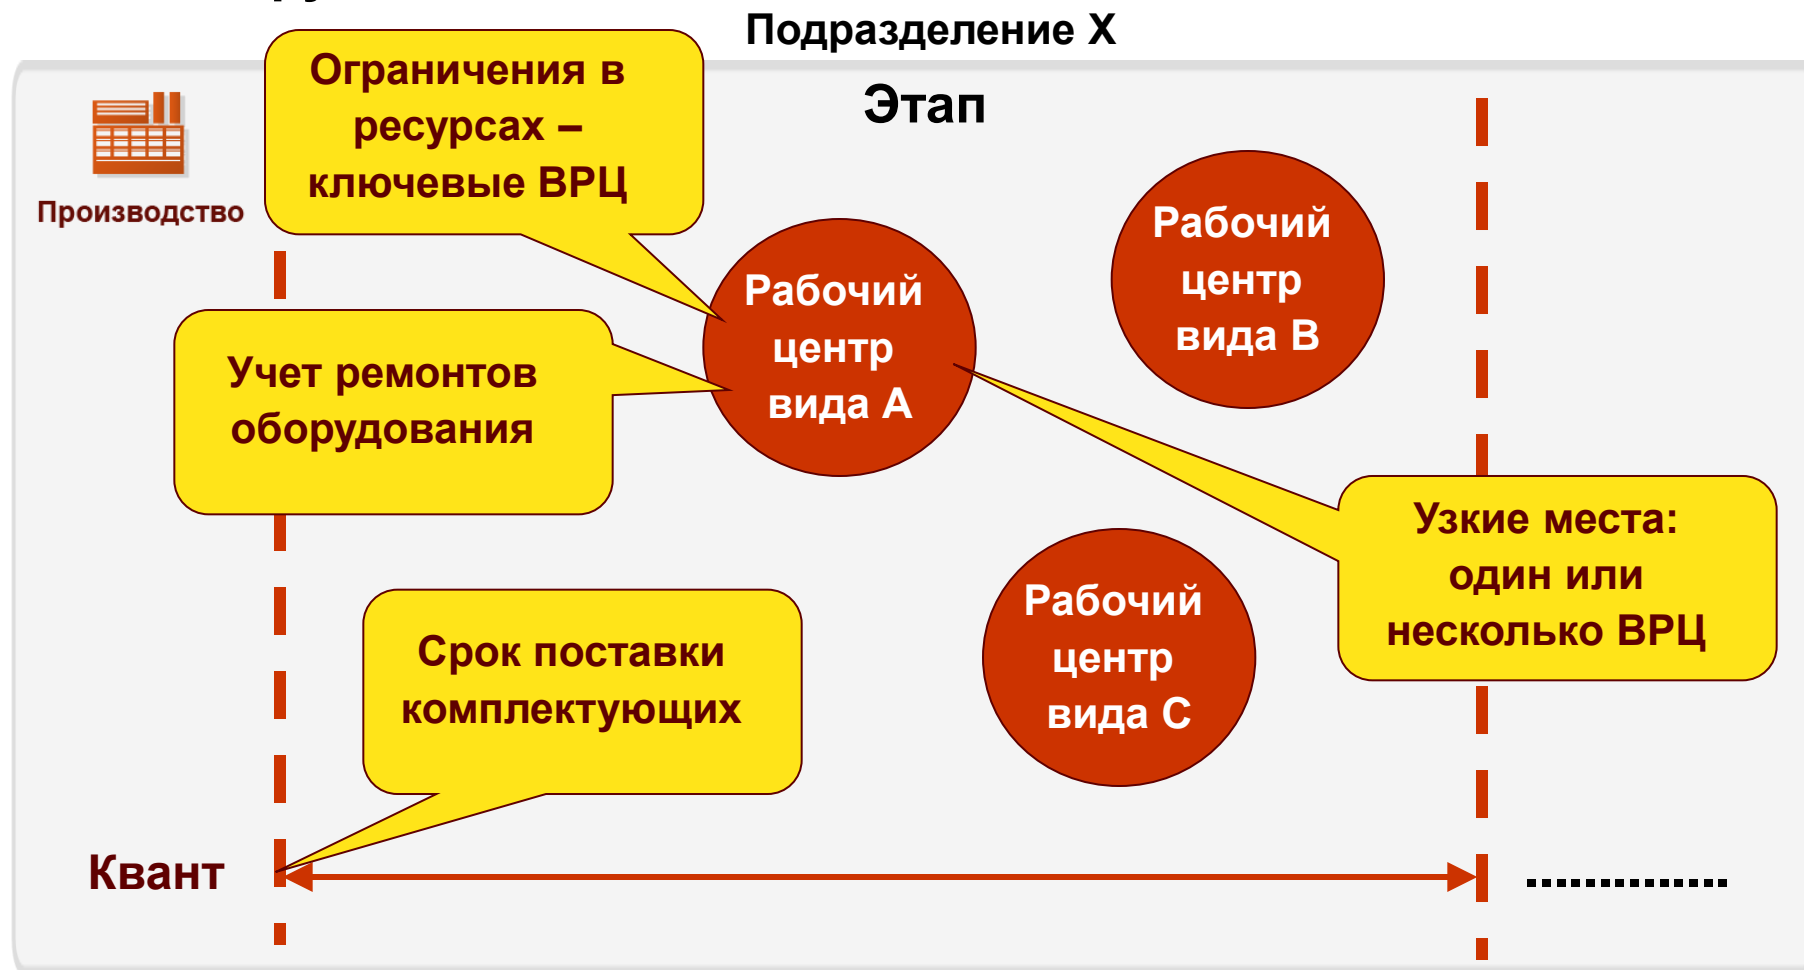 Подразделение X
Этап
Производство
Ограничения в
ресурсах –
ключевые ВРЦ
Рабочий
центр
вида A
Рабочий
центр
вида B
Учет ремонтов
оборудования
Узкие места:
один или
несколько ВРЦ
Рабочий
центр
вида C
Срок поставки
комплектующих
Квант